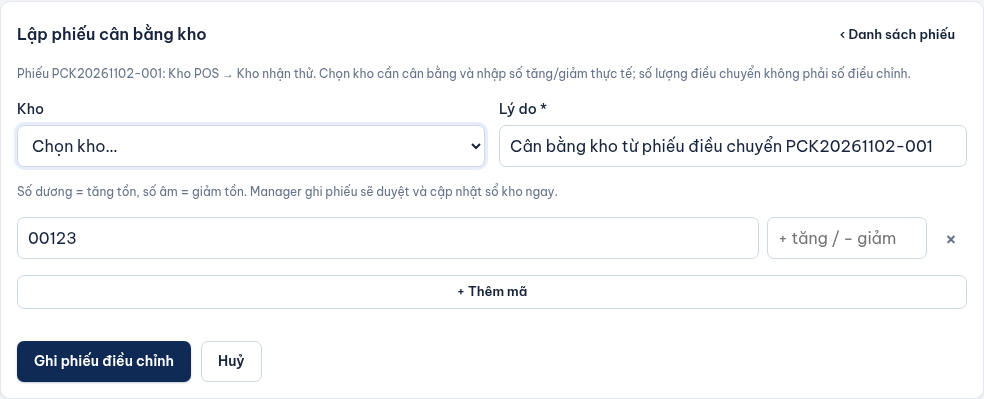 Lập phiếu cân bằng kho
‹ Danh sách phiếu
Phiếu PCK20261102-001: Kho POS → Kho nhận thử. Chọn kho cần cân bằng và nhập số tăng/giảm thực tế; số lượng điều chuyển không phải số điều chỉnh.
Kho
Lý do *
Chọn kho...
Cân bằng kho từ phiếu điều chuyển PCK20261102-001
Số dương = tăng tồn, số âm = giảm tồn. Manager ghi phiếu sẽ duyệt và cập nhật sổ kho ngay.
00123
+ tăng / − giảm
×
+ Thêm mã
Ghi phiếu điều chỉnh
Huỷ